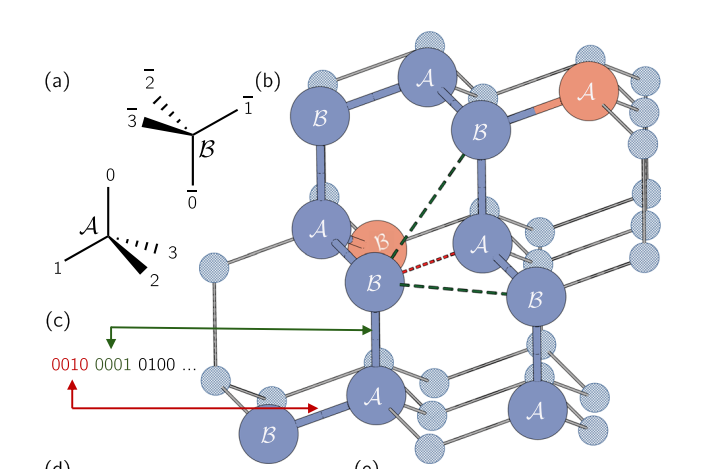 (a)
2̅
3̅
1̅
ℬ
0̅
0
𝒜
1
3
2
(b)
𝒜
𝒜
ℬ
ℬ
𝒜
ℬ
𝒜
ℬ
ℬ
𝒜
𝒜
ℬ
(c)
0010 0001 0100 ...
(d)
(e)